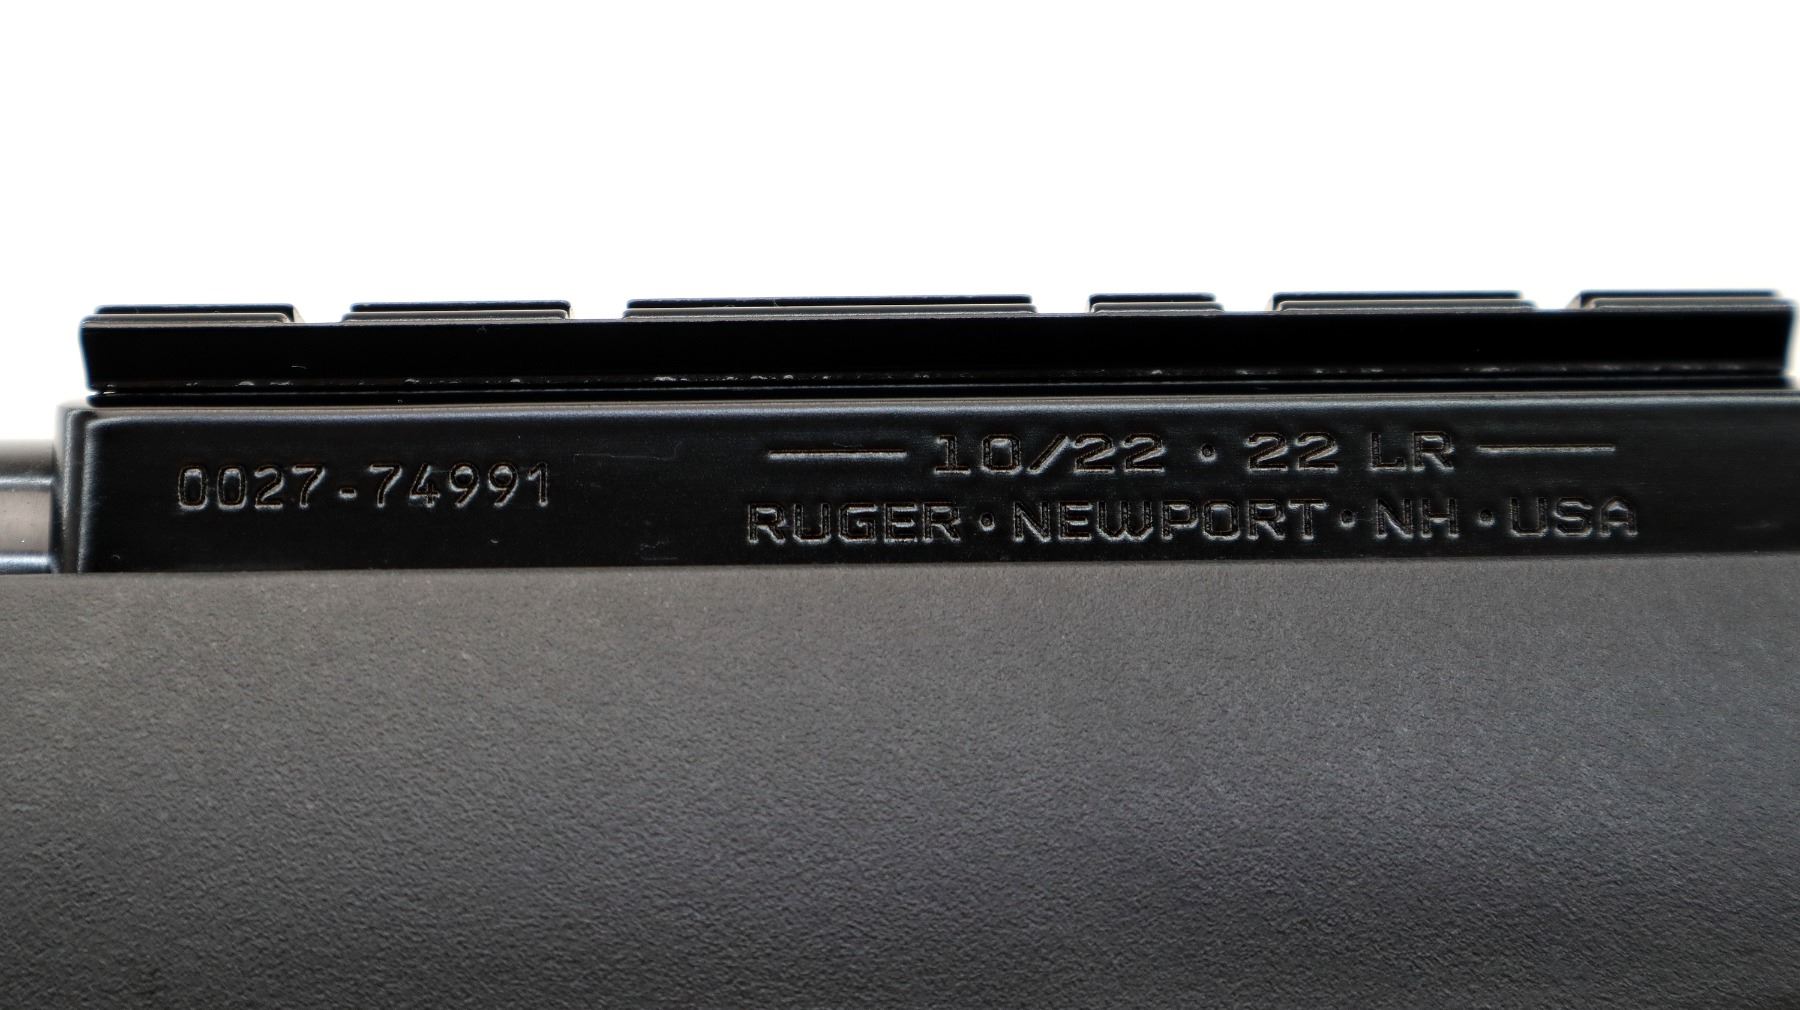 0027-74991
10/22 · 22 LR
RUGER · NEWPORT · NH · USA